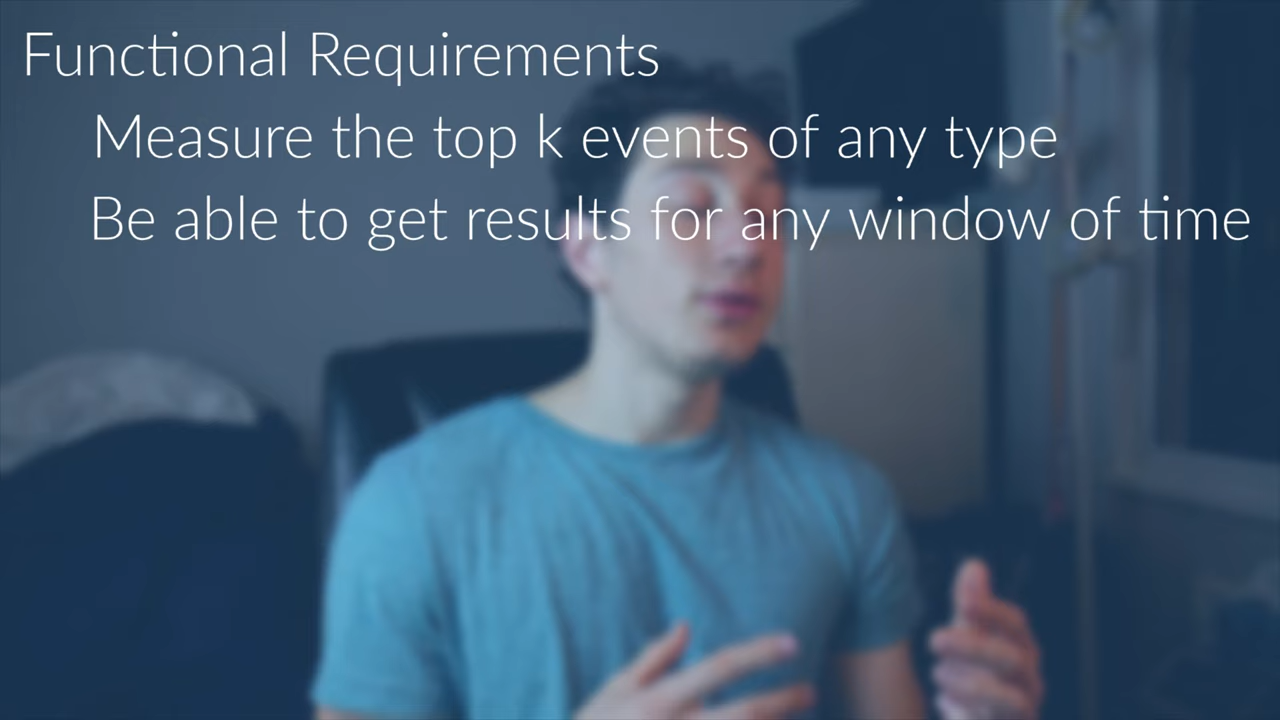 Functional Requirements
Measure the top k events of any type
Be able to get results for any window of time